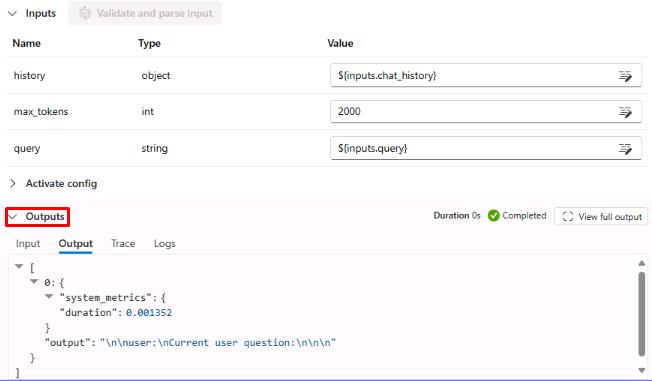 Inputs Validate and parse input
Name Type Value
history object ${inputs.chat_history}
max_tokens int 2000
query string ${inputs.query}
Activate config
Outputs Duration 0s Completed View full output
Input Output Trace Logs
[
0: {
"system_metrics": {
"duration": 0.001352
}
"output": "\n\nuser:\nCurrent user question:\n\n\n"
}
]